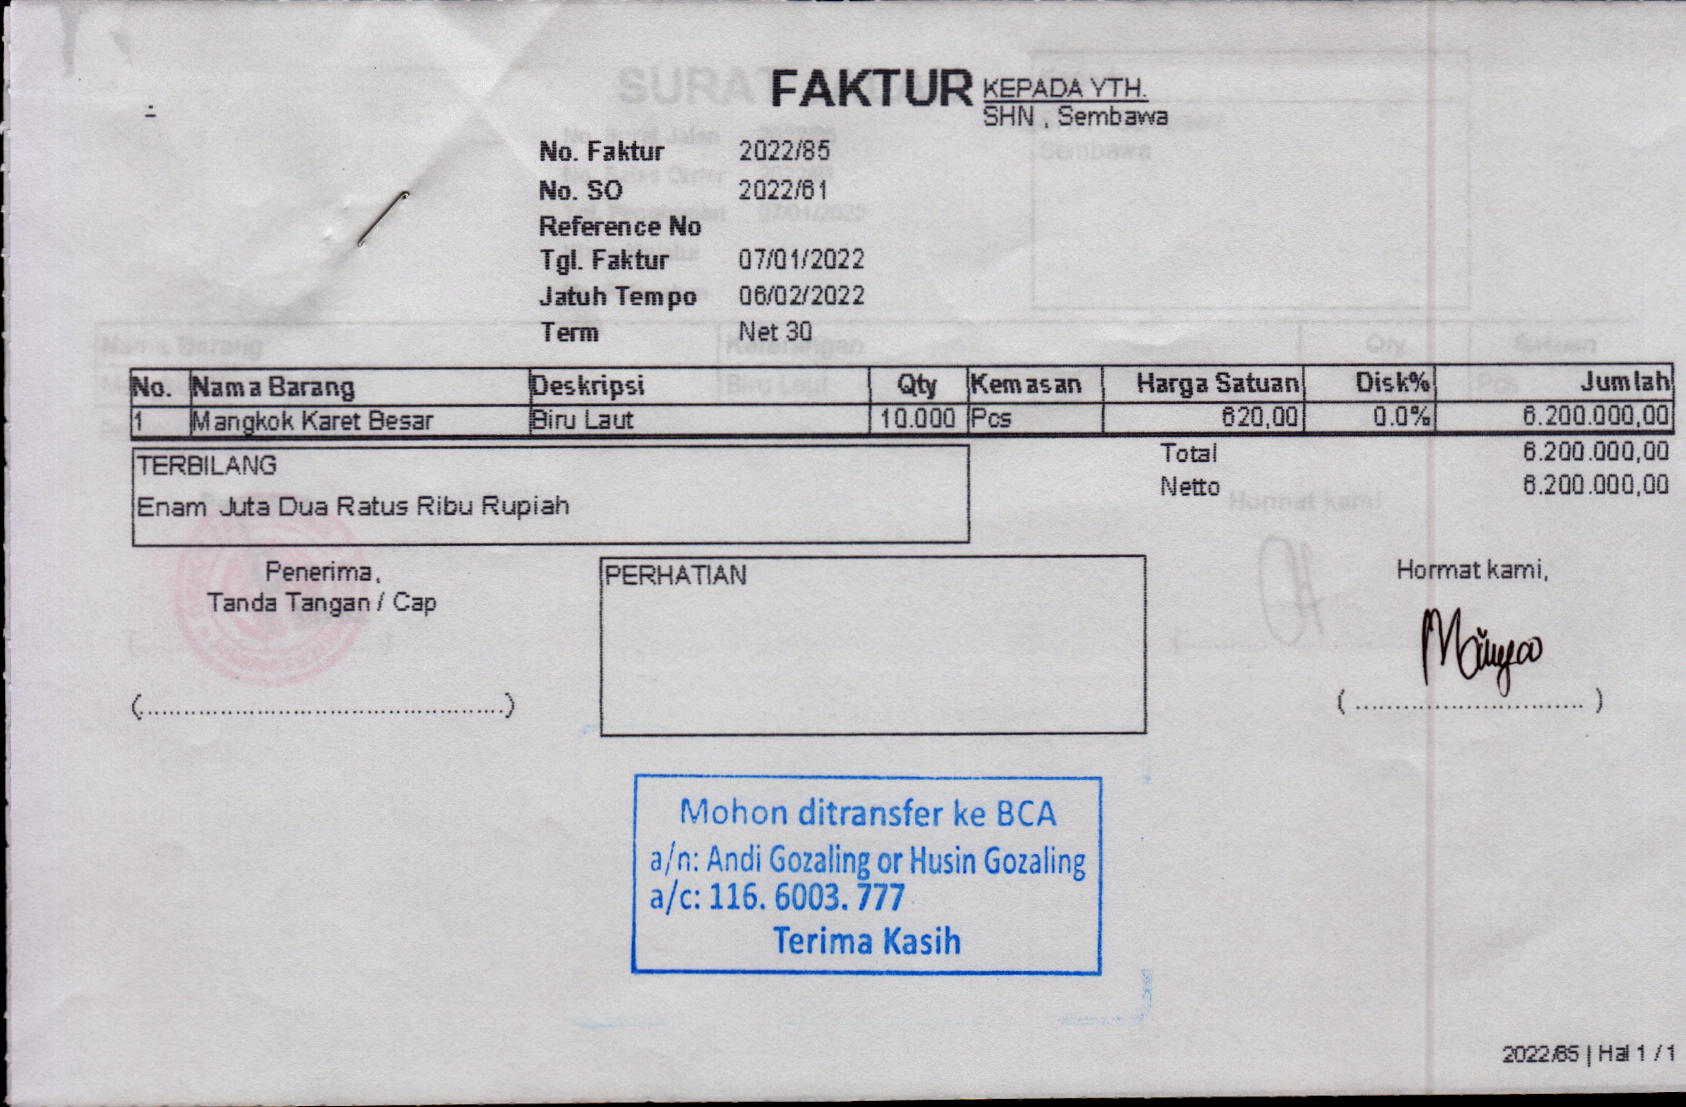 FAKTUR
KEPADA YTH.
SHN , Sembawa
No. Faktur 2022/85
No. SO 2022/61
Reference No
Tgl. Faktur 07/01/2022
Jatuh Tempo 06/02/2022
Term Net 30
No. Nama Barang Deskripsi Qty Kemasan Harga Satuan Disk% Jumlah
1 Mangkok Karet Besar Biru Laut 10.000 Pcs 620,00 0.0% 6.200.000,00
Total 6.200.000,00
Netto 6.200.000,00
TERBILANG
Enam Juta Dua Ratus Ribu Rupiah
Penerima,
Tanda Tangan / Cap
(................................................)
PERHATIAN
Hormat kami,
( ............................. )
Mohon ditransfer ke BCA
a/n: Andi Gozaling or Husin Gozaling
a/c: 116. 6003. 777
Terima Kasih
2022/85 | Hal 1 / 1